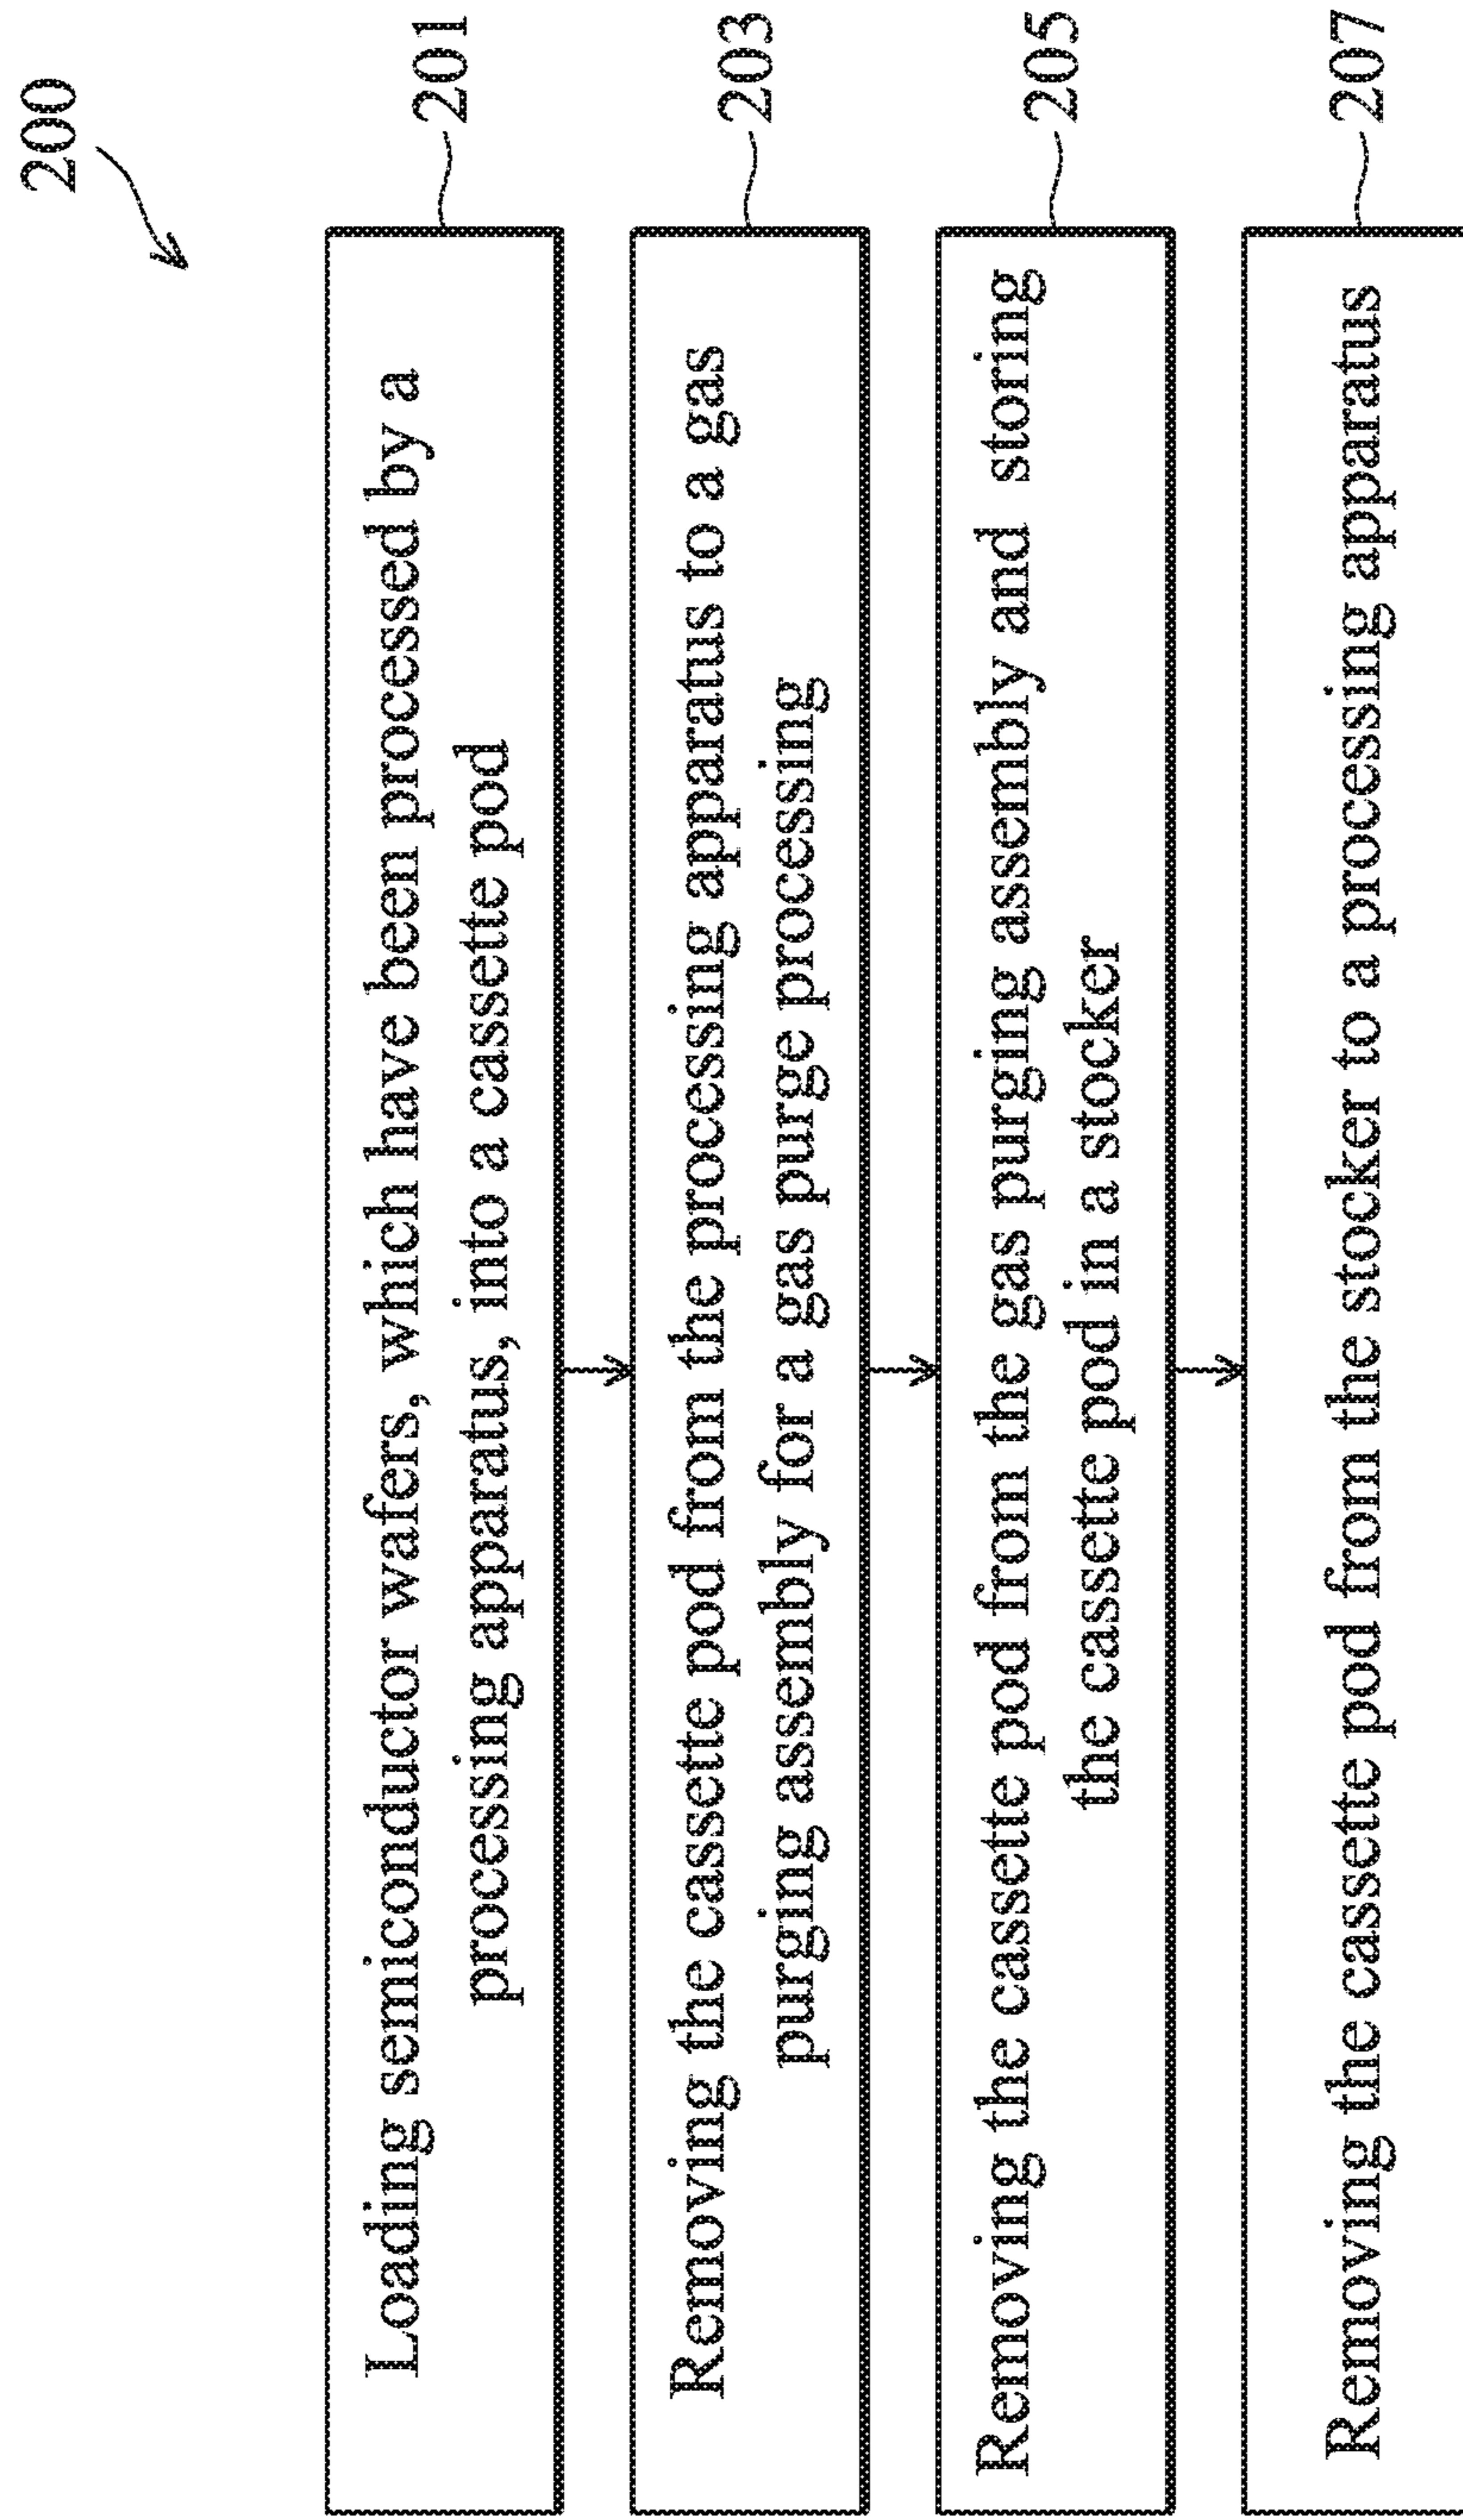 200
Loading semiconductor wafers, which have been processed by a
processing apparatus, into a cassette pod
201
Removing the cassette pod from the processing apparatus to a gas
purging assembly for a gas purge processing
203
Removing the cassette pod from the gas purging assembly and storing
the cassette pod in a stocker
205
Removing the cassette pod from the stocker to a processing apparatus
207